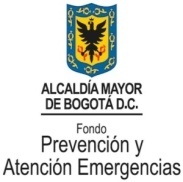 ALCALDÍA MAYOR
DE BOGOTÁ D.C.
Fondo
Prevención y
Atención Emergencias